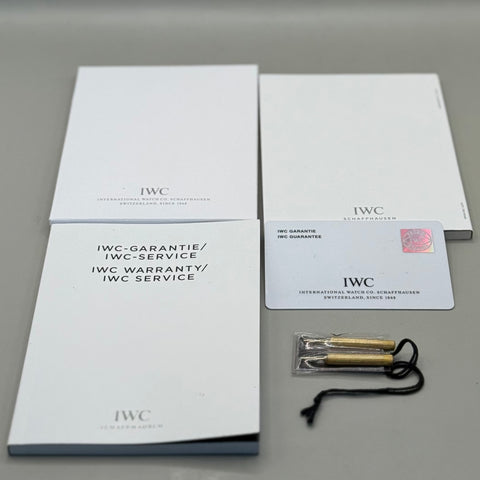 IWC
INTERNATIONAL WATCH CO. SCHAFFHAUSEN
SWITZERLAND, SINCE 1868
IWC
SCHAFFHAUSEN
IWC-GARANTIE/
IWC-SERVICE
IWC WARRANTY/
IWC SERVICE
IWC
SCHAFFHAUSEN
IWC GARANTIE
IWC GUARANTEE
IWC
INTERNATIONAL WATCH CO. SCHAFFHAUSEN
SWITZERLAND, SINCE 1868